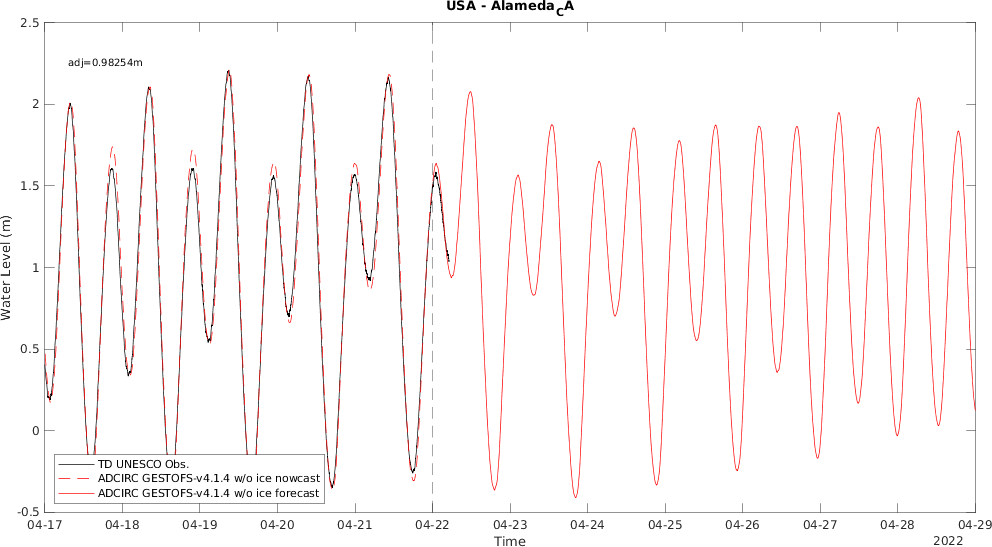 USA - Alameda_CA
adj=0.98254m
2.5
2
1.5
1
0.5
0
-0.5
Water Level (m)
TD UNESCO Obs.
ADCIRC GESTOFS-v4.1.4 w/o ice nowcast
ADCIRC GESTOFS-v4.1.4 w/o ice forecast
04-17 04-18 04-19 04-20 04-21 04-22 04-23 04-24 04-25 04-26 04-27 04-28 04-29
Time
2022